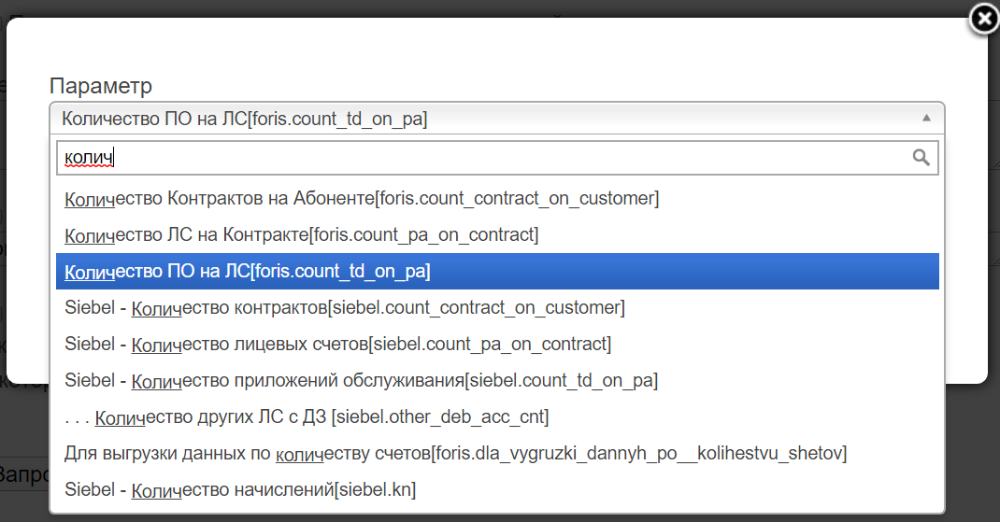 Параметр
Количество ПО на ЛС[foris.count_td_on_pa]
колич
Количество Контрактов на Абоненте[foris.count_contract_on_customer]
Количество ЛС на Контракте[foris.count_pa_on_contract]
Количество ПО на ЛС[foris.count_td_on_pa]
Siebel - Количество контрактов[siebel.count_contract_on_customer]
Siebel - Количество лицевых счетов[siebel.count_pa_on_contract]
Siebel - Количество приложений обслуживания[siebel.count_td_on_pa]
. . . Количество других ЛС с ДЗ [siebel.other_deb_acc_cnt]
Для выгрузки данных по количеству счетов[foris.dla_vygruzki_dannyh_po__kolihestvu_shetov]
Siebel - Количество начислений[siebel.kn]